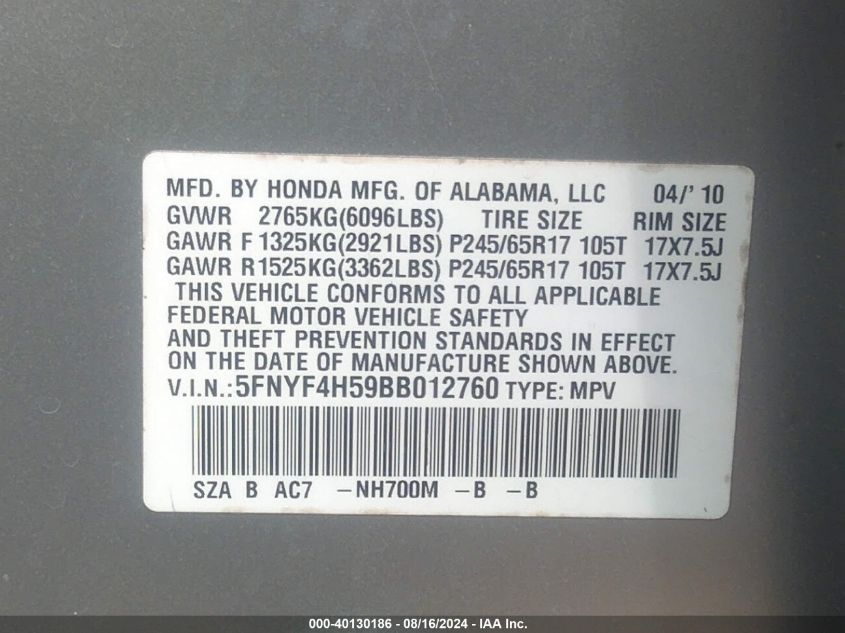 MFD. BY HONDA MFG. OF ALABAMA, LLC 04/' 10
GVWR 2765KG(6096LBS) TIRE SIZE RIM SIZE
GAWR F 1325KG(2921LBS) P245/65R17 105T 17X7.5J
GAWR R 1525KG(3362LBS) P245/65R17 105T 17X7.5J
THIS VEHICLE CONFORMS TO ALL APPLICABLE
FEDERAL MOTOR VEHICLE SAFETY
AND THEFT PREVENTION STANDARDS IN EFFECT
ON THE DATE OF MANUFACTURE SHOWN ABOVE.
V.I.N.:5FNYF4H59BB012760 TYPE: MPV
SZA B AC7 -NH700M -B -B
000-40130186 - 08/16/2024 - IAA Inc.